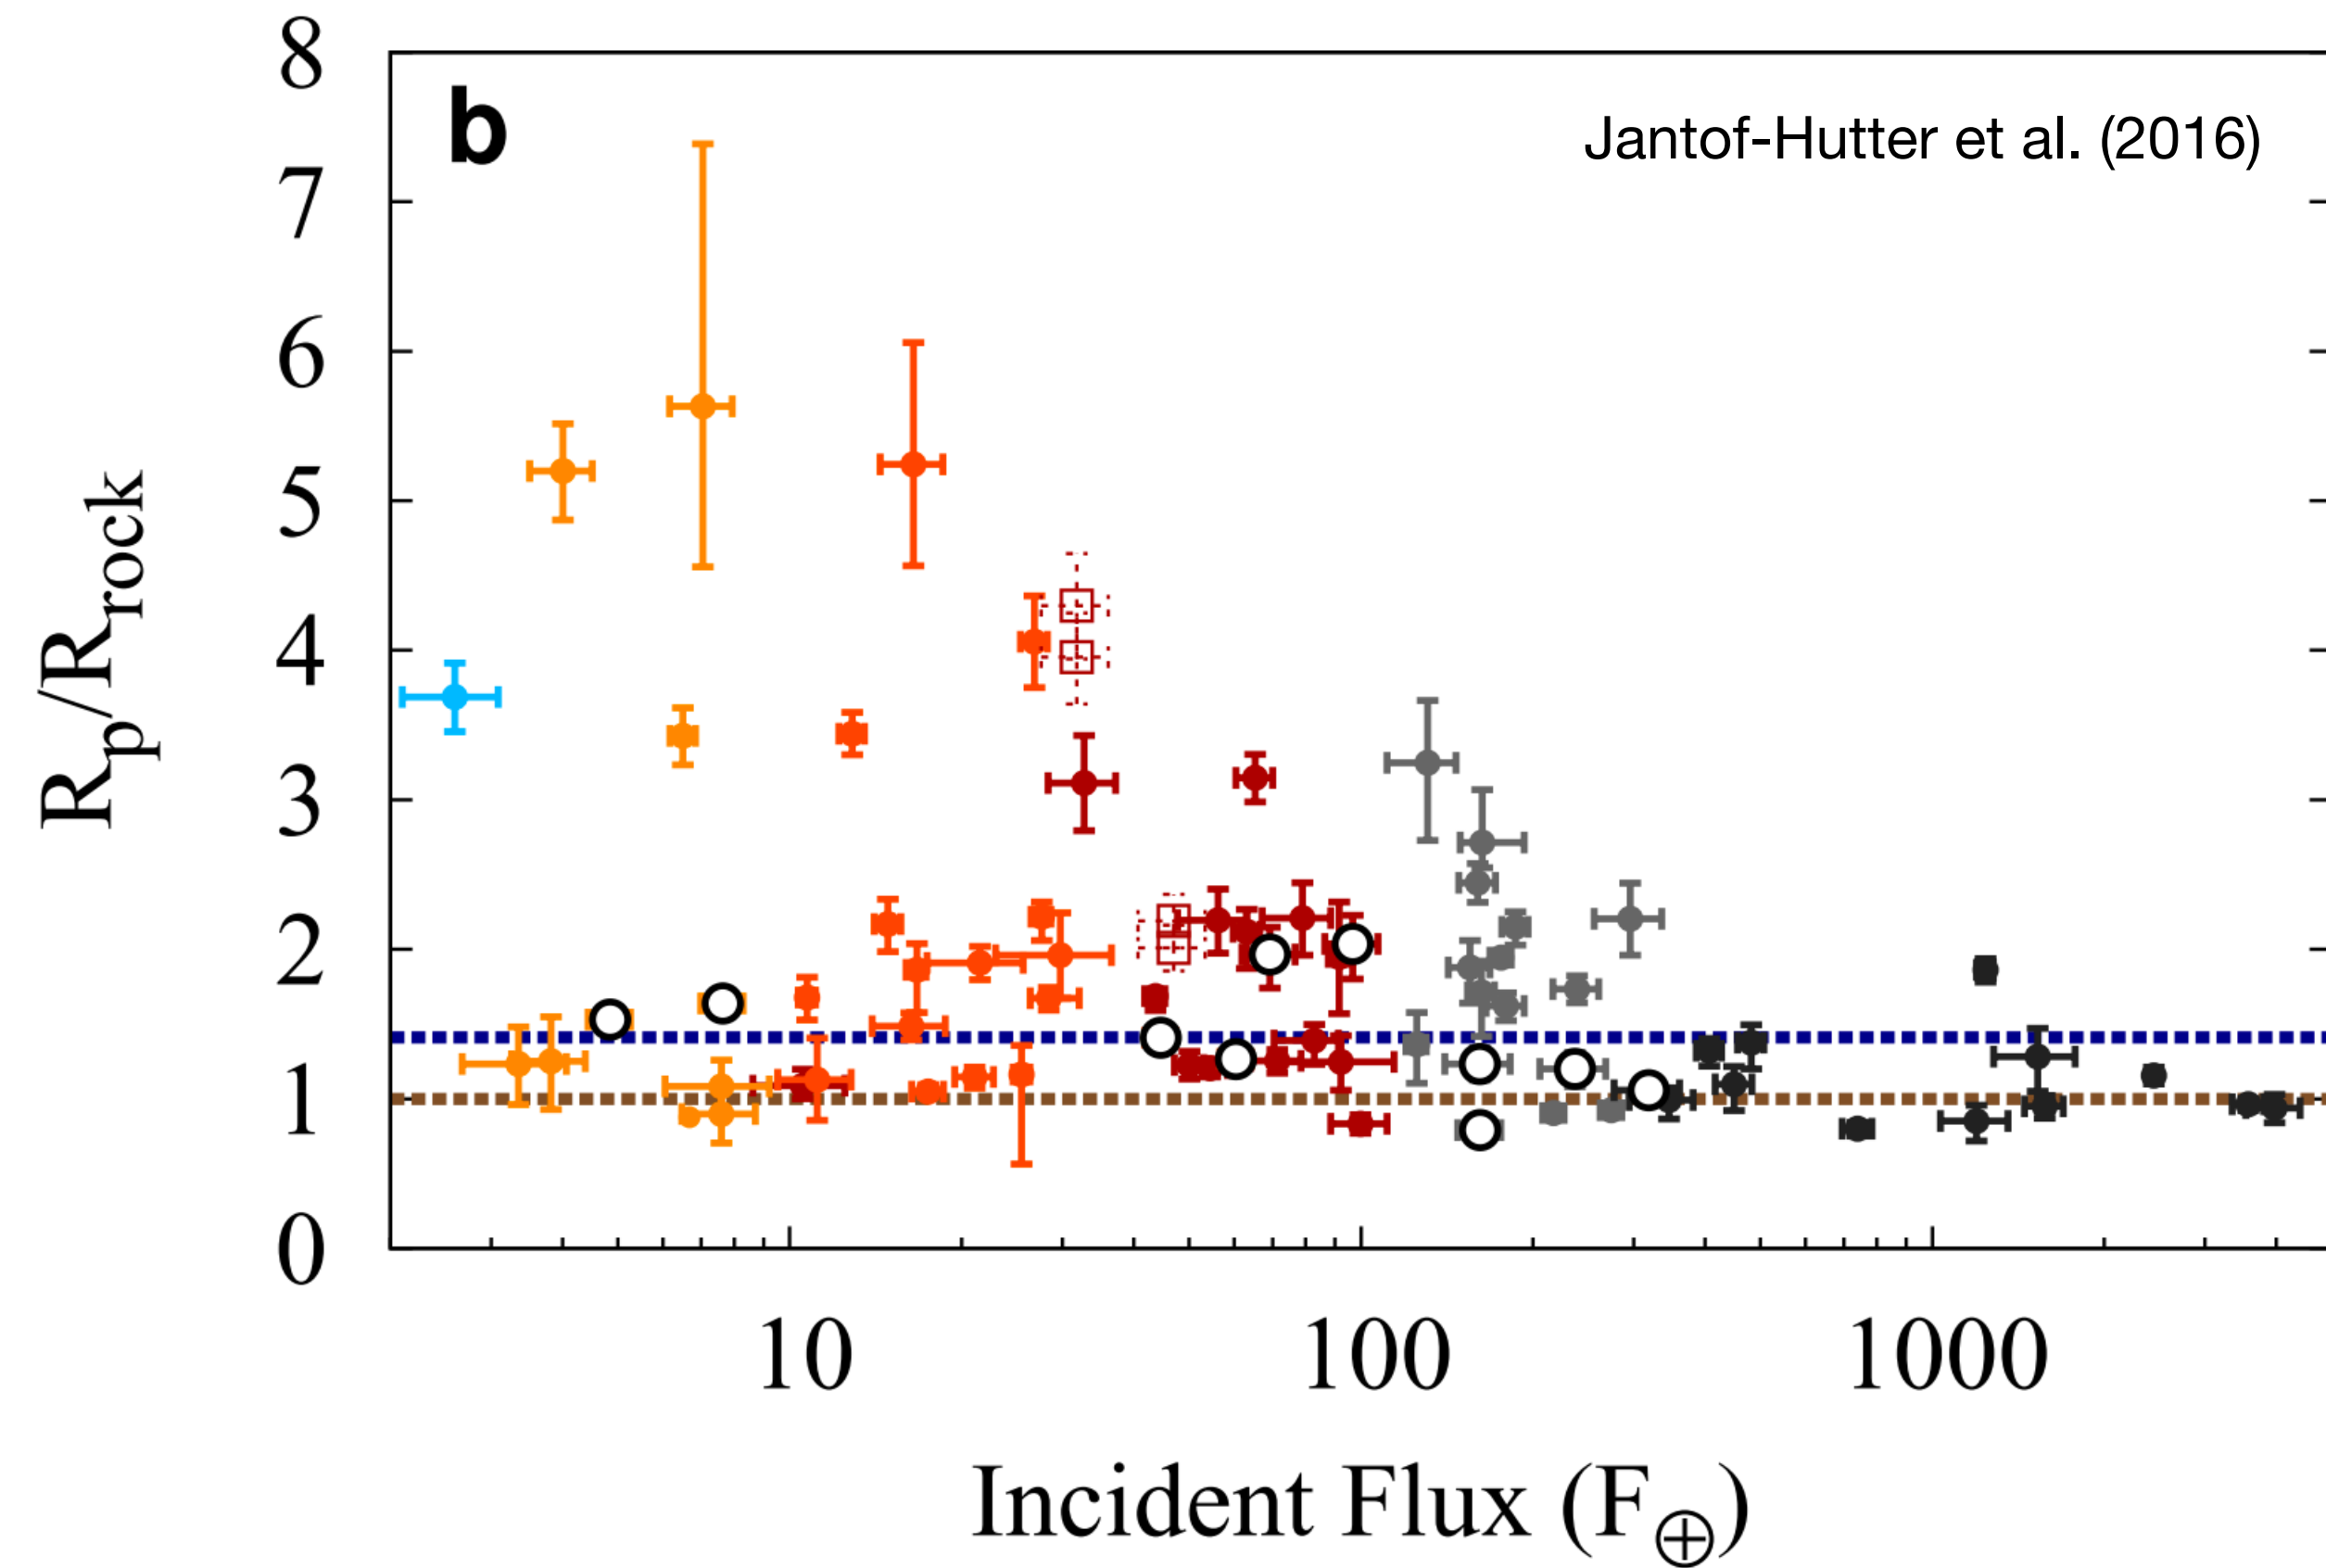 b
Jantof-Hutter et al. (2016)
8
7
6
5
4
3
2
1
0
Rp/Rrock
10 100 1000
Incident Flux (F⊕)